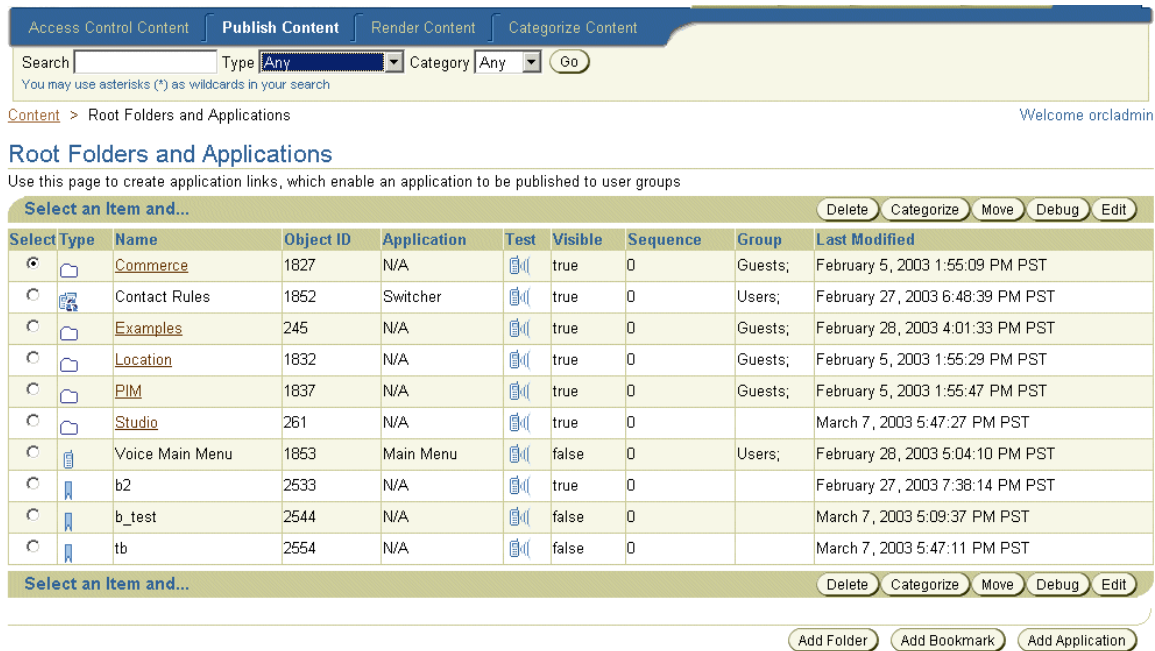 Access Control Content Publish Content Render Content Categorize Content
Search Type Any Category Any Go
You may use asterisks (*) as wildcards in your search
Content > Root Folders and Applications Welcome orcladmin
Root Folders and Applications
Use this page to create application links, which enable an application to be published to user groups
Select an Item and... Delete Categorize Move Debug Edit
Select Type Name Object ID Application Test Visible Sequence Group Last Modified
Commerce 1827 N/A true 0 Guests; February 5, 2003 1:55:09 PM PST
Contact Rules 1852 Switcher true 0 Users; February 27, 2003 6:48:39 PM PST
Examples 245 N/A true 0 Guests; February 28, 2003 4:01:33 PM PST
Location 1832 N/A true 0 Guests; February 5, 2003 1:55:29 PM PST
PIM 1837 N/A true 0 Guests; February 5, 2003 1:55:47 PM PST
Studio 261 N/A true 0 March 7, 2003 5:47:27 PM PST
Voice Main Menu 1853 Main Menu false 0 Users; February 28, 2003 5:04:10 PM PST
b2 2533 N/A true 0 February 27, 2003 7:38:14 PM PST
b_test 2544 N/A false 0 March 7, 2003 5:09:37 PM PST
tb 2554 N/A false 0 March 7, 2003 5:47:11 PM PST
Select an Item and... Delete Categorize Move Debug Edit
Add Folder Add Bookmark Add Application